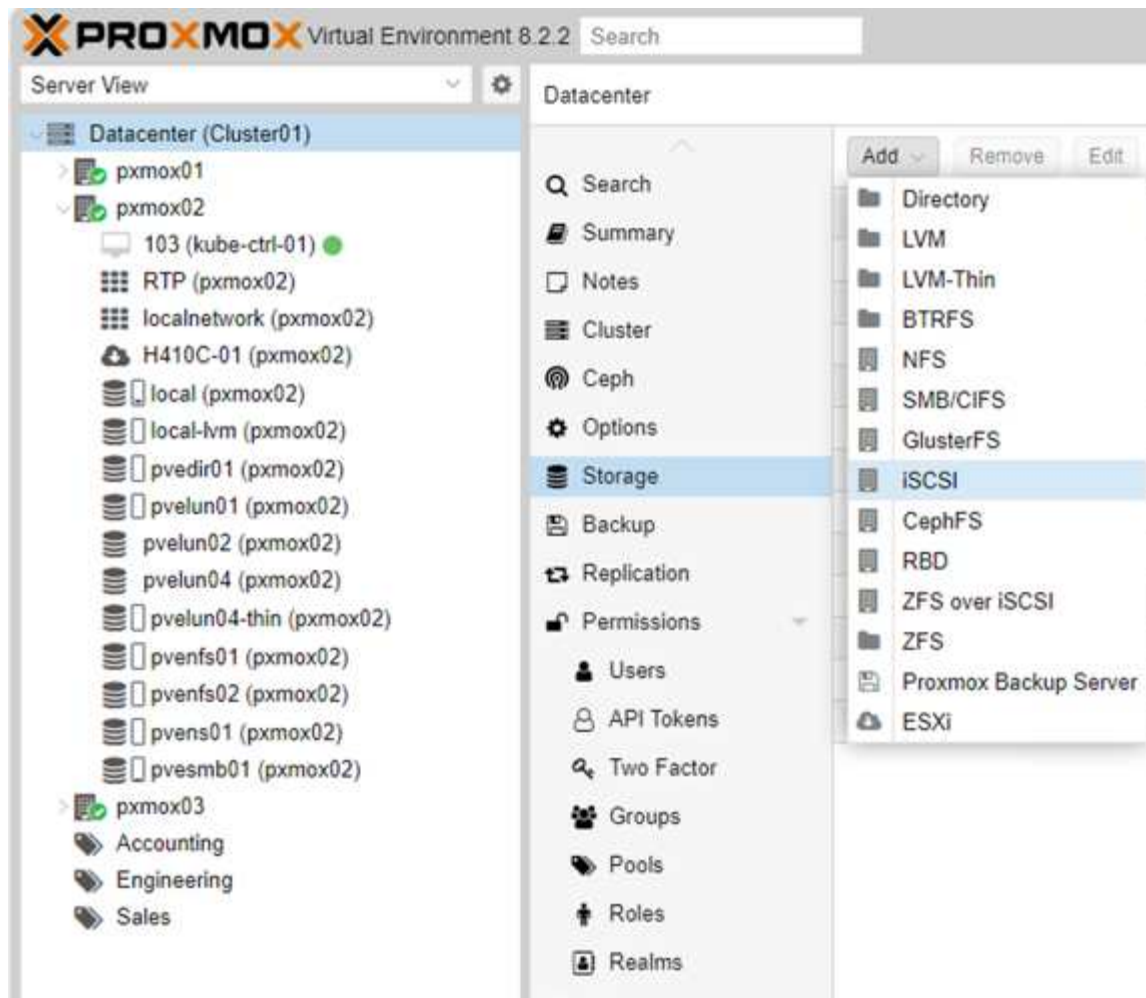 PROXMOX Virtual Environment 8.2.2 Search
Server View
Datacenter (Cluster01)
pxmox01
pxmox02
103 (kube-ctrl-01)
RTP (pxmox02)
localnetwork (pxmox02)
H410C-01 (pxmox02)
local (pxmox02)
local-lvm (pxmox02)
pvedir01 (pxmox02)
pvelun01 (pxmox02)
pvelun02 (pxmox02)
pvelun04 (pxmox02)
pvelun04-thin (pxmox02)
pvenfs01 (pxmox02)
pvenfs02 (pxmox02)
pvens01 (pxmox02)
pvesmb01 (pxmox02)
pxmox03
Accounting
Engineering
Sales
Datacenter
Search
Summary
Notes
Cluster
Ceph
Options
Storage
Backup
Replication
Permissions
Users
API Tokens
Two Factor
Groups
Pools
Roles
Realms
Add Remove Edit
Directory
LVM
LVM-Thin
BTRFS
NFS
SMB/CIFS
GlusterFS
iSCSI
CephFS
RBD
ZFS over iSCSI
ZFS
Proxmox Backup Server
ESXi